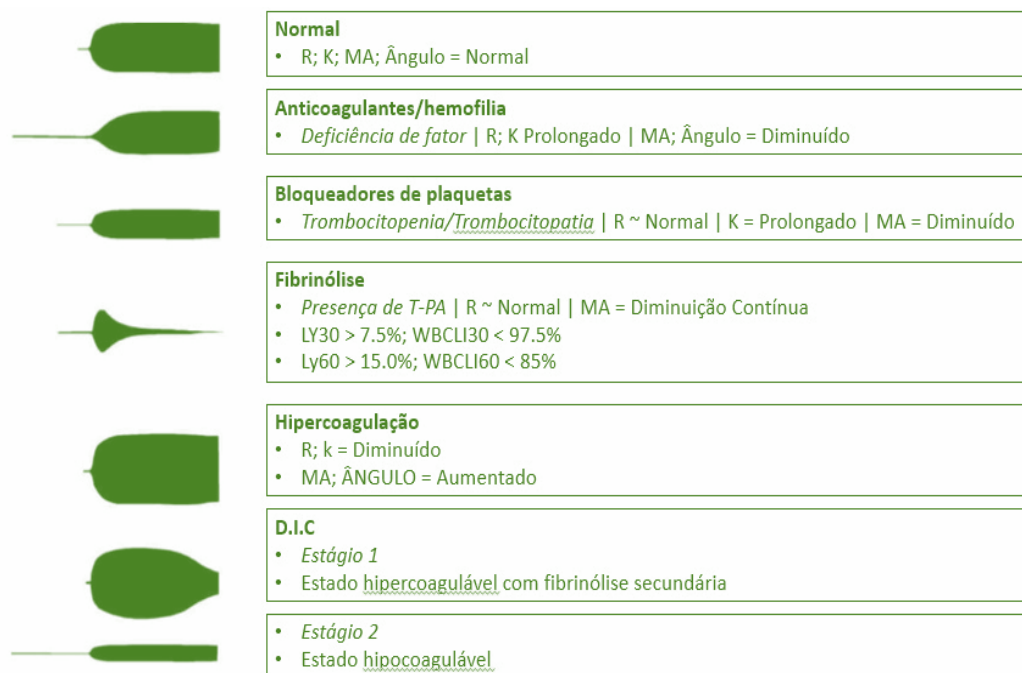 Normal
• R; K; MA; Ângulo = Normal
Anticoagulantes/hemofilia
• Deficiência de fator | R; K Prolongado | MA; Ângulo = Diminuído
Bloqueadores de plaquetas
• Trombocitopenia/Trombocitopatia | R ~ Normal | K = Prolongado | MA = Diminuído
Fibrinólise
• Presença de T-PA | R ~ Normal | MA = Diminuição Contínua
• LY30 > 7.5%; WBCLI30 < 97.5%
• Ly60 > 15.0%; WBCLI60 < 85%
Hipercoagulação
• R; k = Diminuído
• MA; ÂNGULO = Aumentado
D.I.C
• Estágio 1
• Estado hipercoagulável com fibrinólise secundária
• Estágio 2
• Estado hipocoagulável